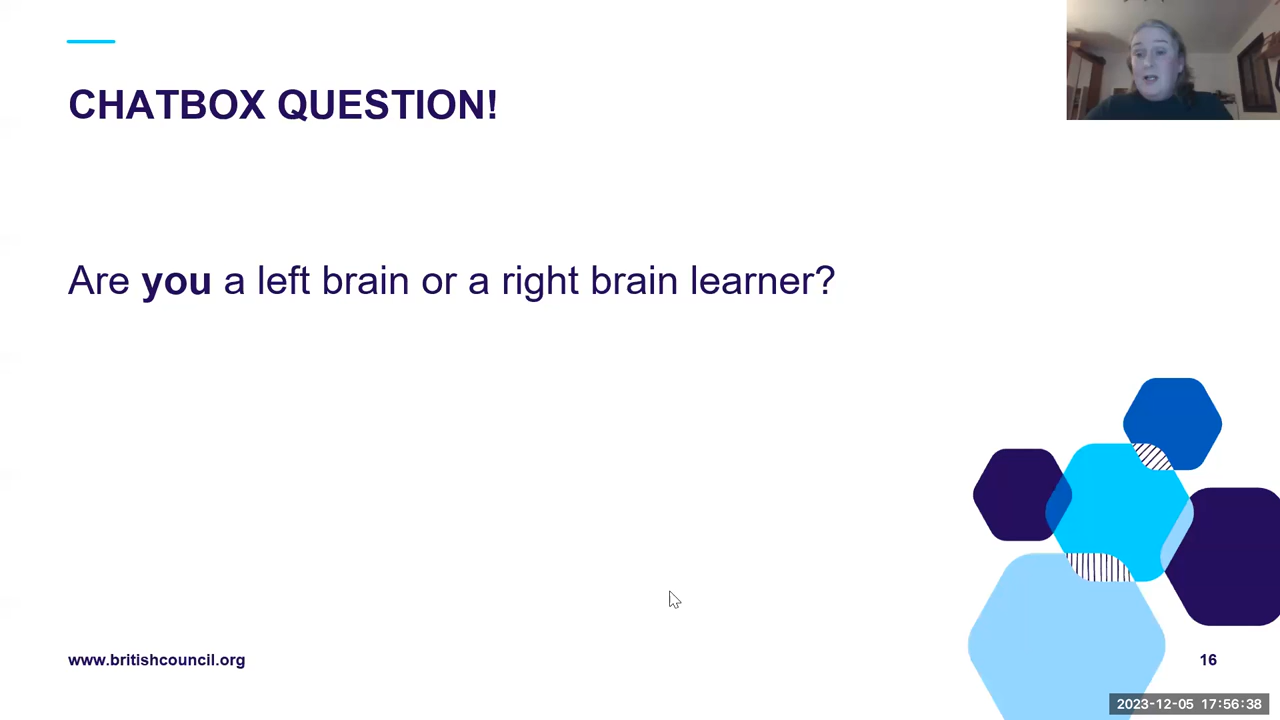 CHATBOX QUESTION!
Are you a left brain or a right brain learner?
www.britishcouncil.org
16
2023-12-05 17:56:38